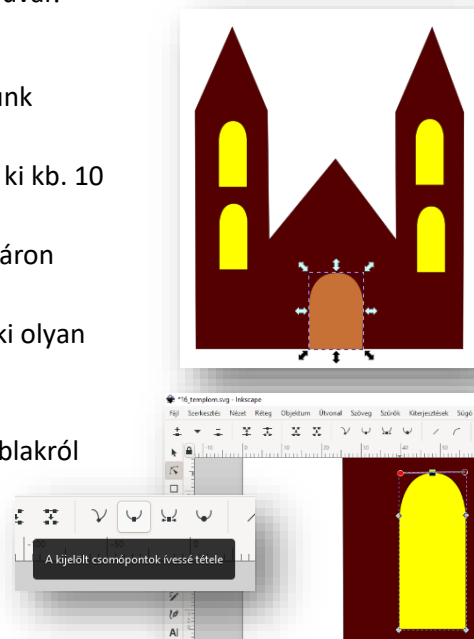 unk
ki kb. 10
áron
ki olyan
blakról
*16_templom.svg - Inkscape
Fájl Szerkesztés Nézet Réteg Objektum Útvonal Szöveg Szűrők Kiterjesztések Súgó
A kijelölt csomópontok ívessé tétele